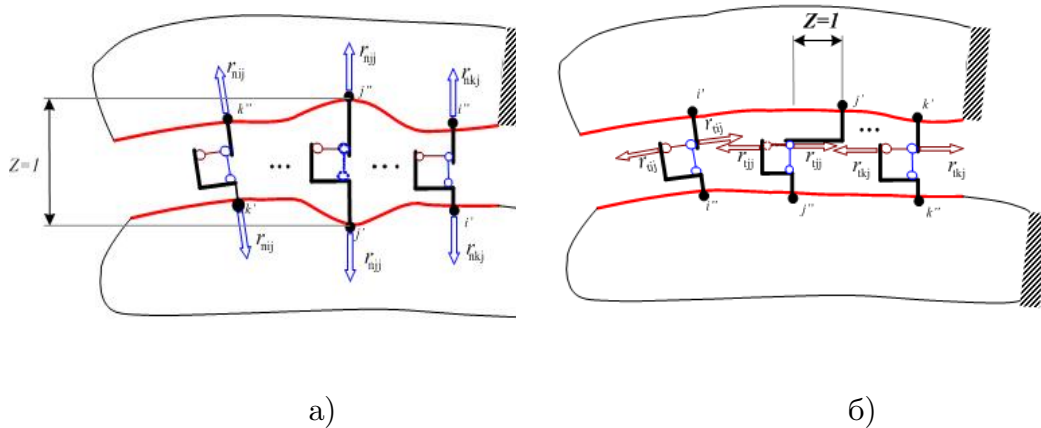 r_nij
r_njj
r_nkj
k''
j''
i''
Z=1
...
...
k'
j'
i'
r_nij
r_njj
r_nkj
а)
Z=1
i'
j'
k'
...
r_tij
r_tij
r_tjj
r_tjj
r_tkj
r_tkj
i''
j''
k''
б)